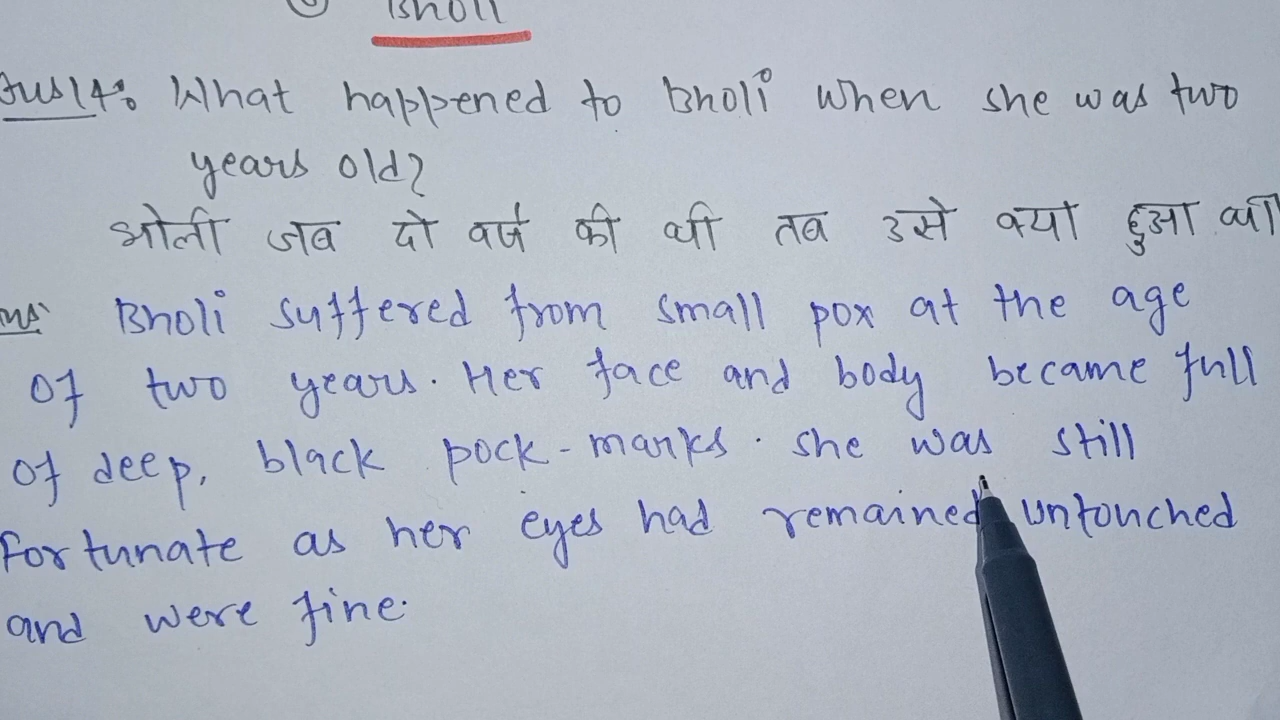 Bholi
Ques14: What happened to Bholi when she was two
years old?
भोली जब दो वर्ष की थी तब उसे क्या हुआ था
Ans: Bholi suffered from small pox at the age
of two years. Her face and body became full
of deep, black pock-marks. she was still
fortunate as her eyes had remained untouched
and were fine.